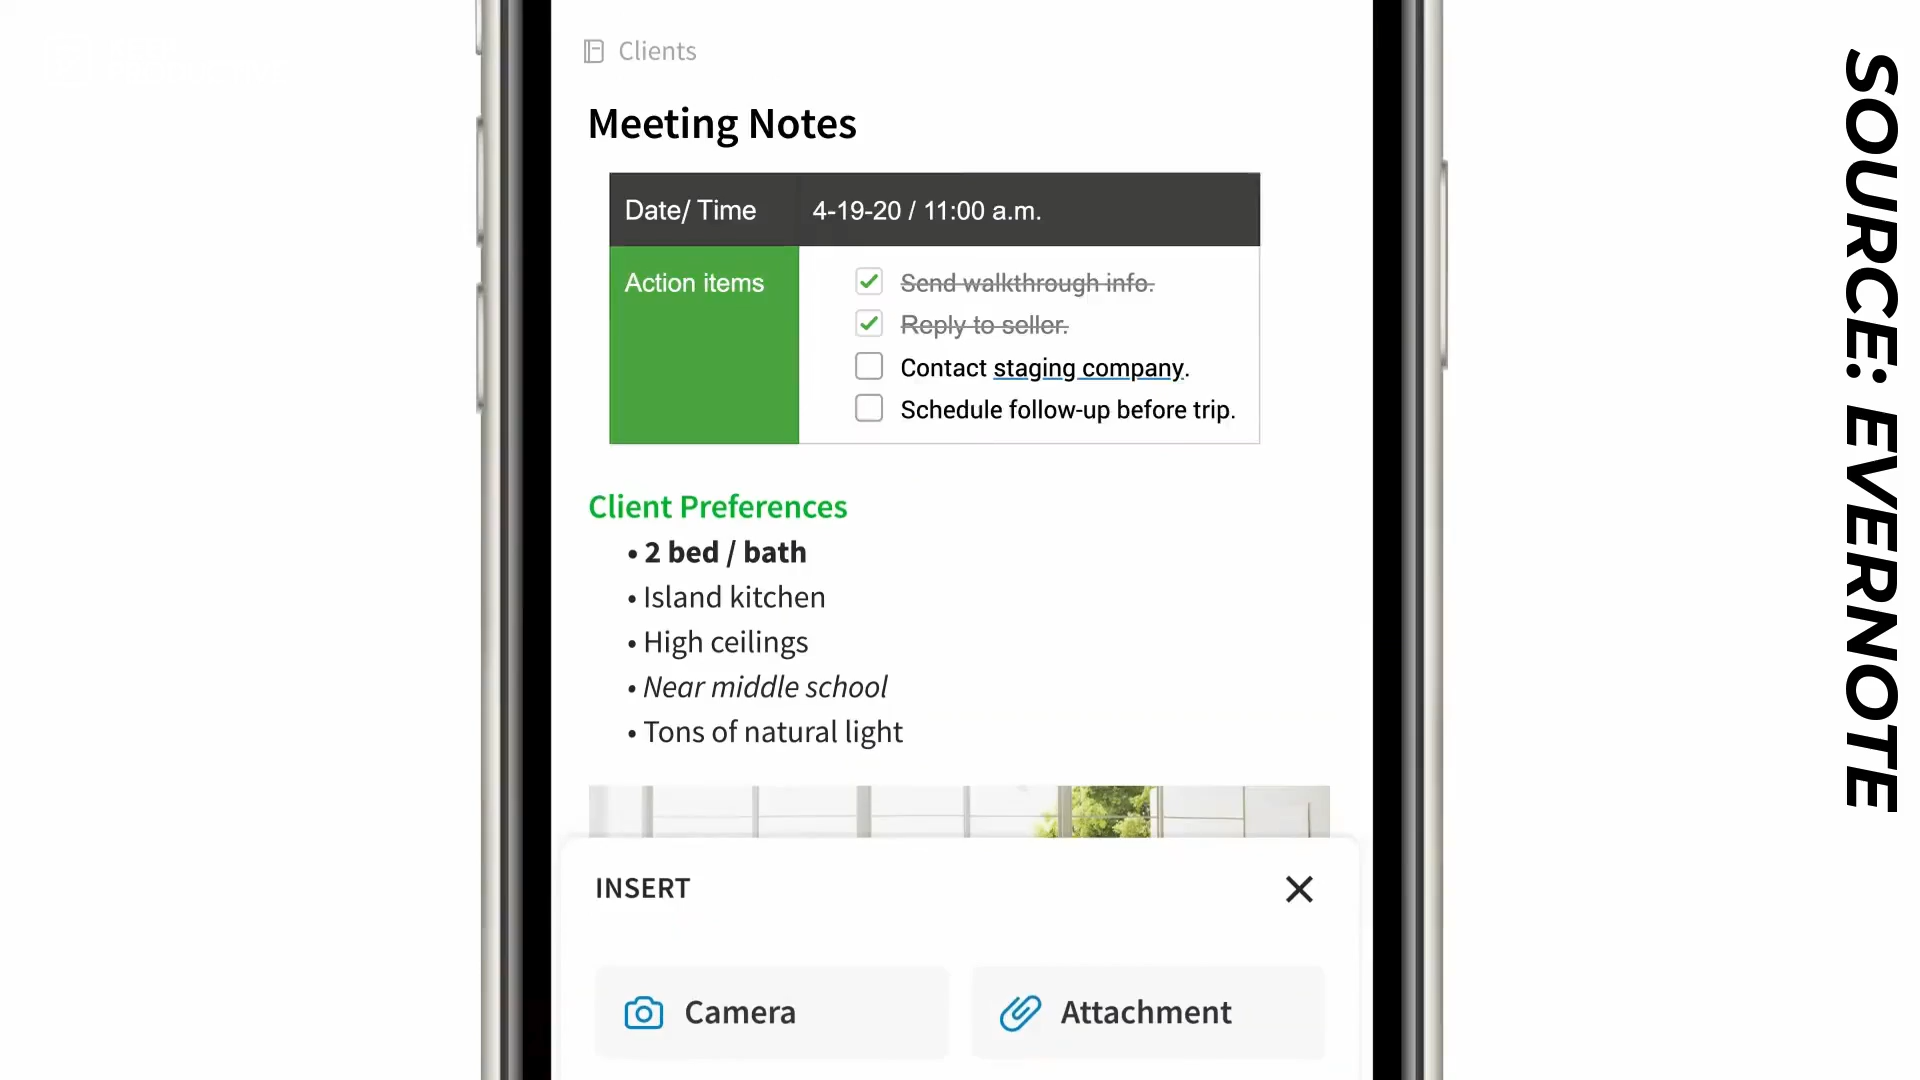 Clients
Meeting Notes
Date/ Time 4-19-20 / 11:00 a.m.
Action items
Send walkthrough info.
Reply to seller.
Contact staging company.
Schedule follow-up before trip.
Client Preferences
• 2 bed / bath
• Island kitchen
• High ceilings
• Near middle school
• Tons of natural light
INSERT
Camera
Attachment
SOURCE: EVERNOTE